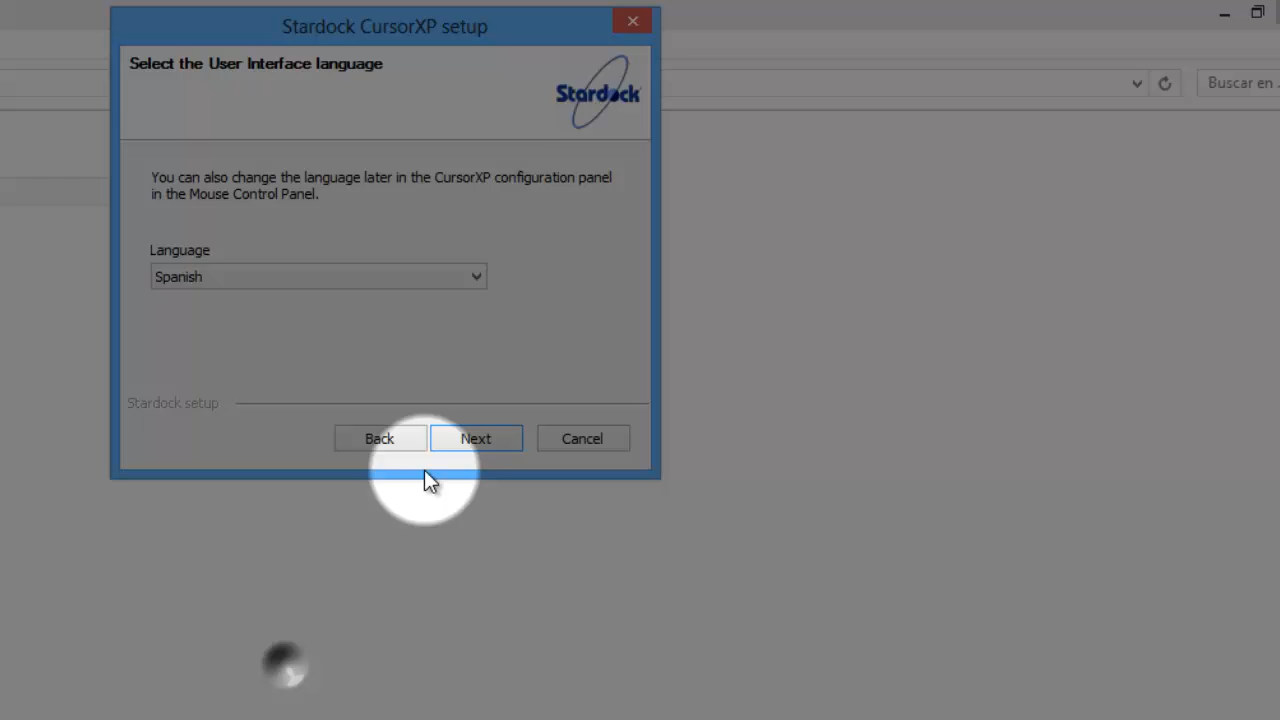 Stardock CursorXP setup
Select the User Interface language
Stardock
Buscar en .
You can also change the language later in the CursorXP configuration panel
in the Mouse Control Panel.
Language
Spanish
Stardock setup
Back
Next
Cancel